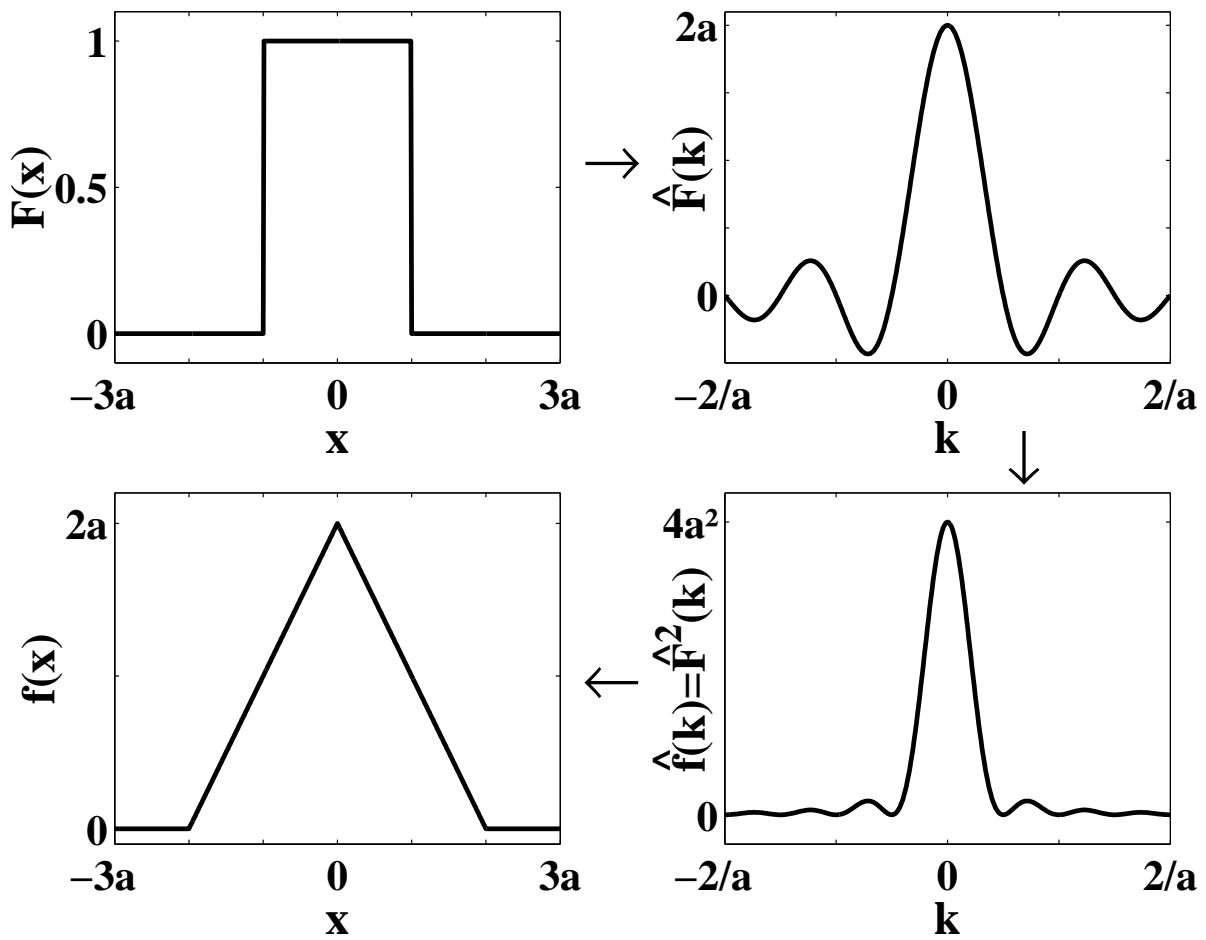 F(x)
1
0.5
0
−3a 0 3a
x
→
F̂(k)
2a
0
−2/a 0 2/a
k
↓
f(x)
2a
0
−3a 0 3a
x
←
f̂(k)=F̂²(k)
4a²
0
−2/a 0 2/a
k